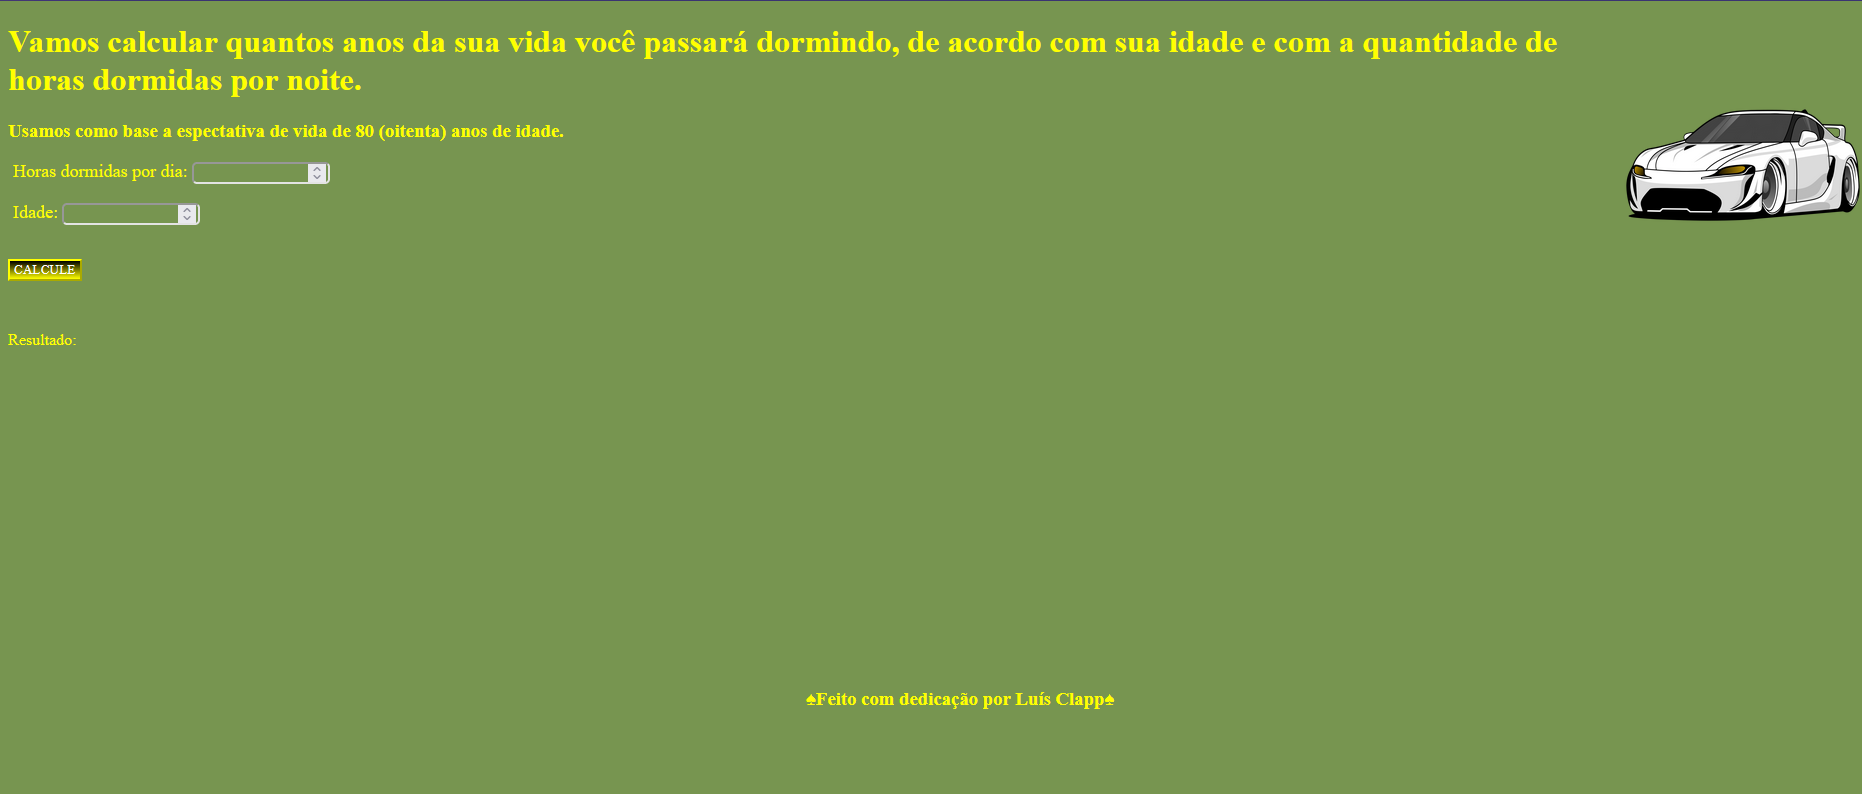 Vamos calcular quantos anos da sua vida você passará dormindo, de acordo com sua idade e com a quantidade de
horas dormidas por noite.
Usamos como base a espectativa de vida de 80 (oitenta) anos de idade.
Horas dormidas por dia:
Idade:
CALCULE
Resultado:
♠Feito com dedicação por Luís Clapp♠